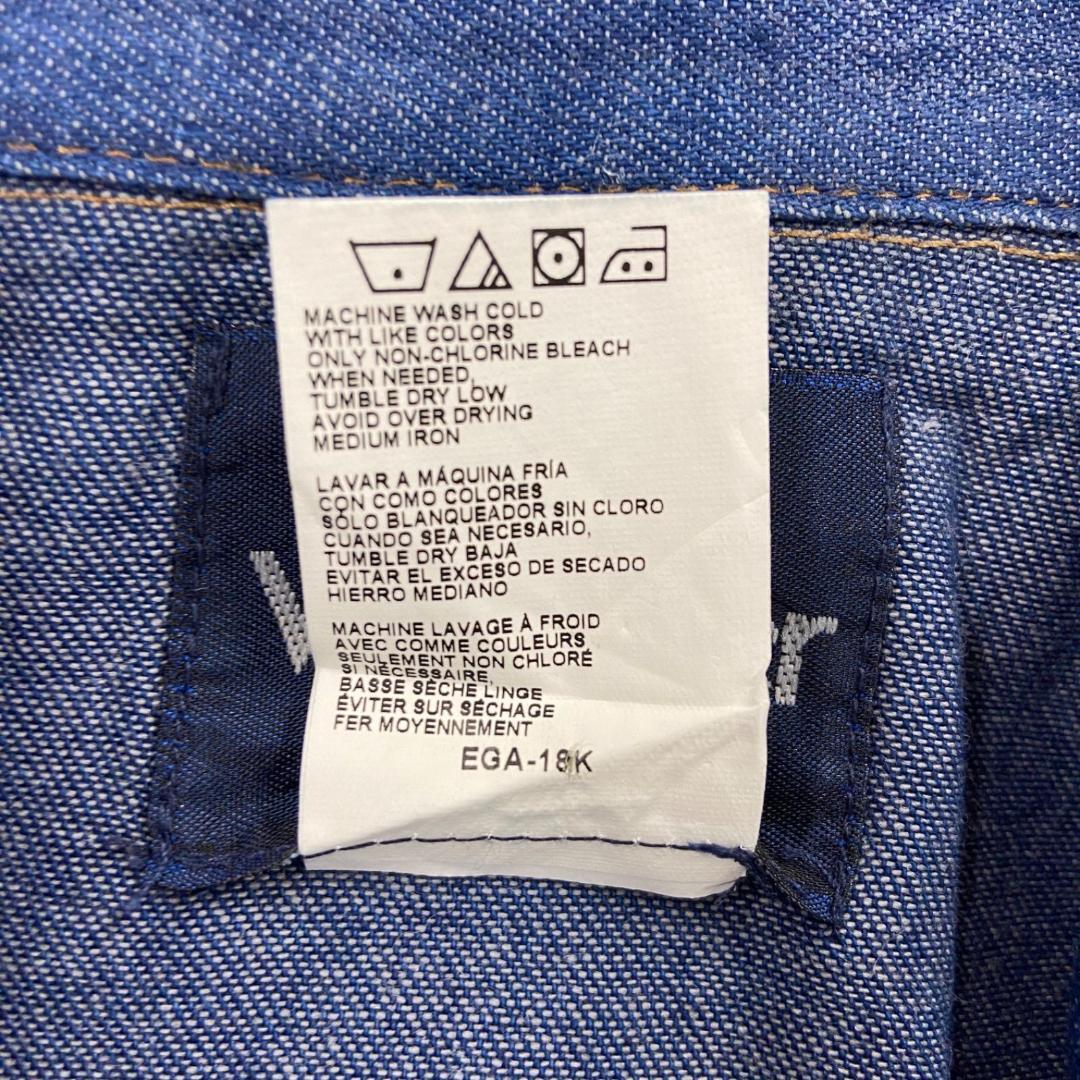 MACHINE WASH COLD
WITH LIKE COLORS
ONLY NON-CHLORINE BLEACH
WHEN NEEDED,
TUMBLE DRY LOW
AVOID OVER DRYING
MEDIUM IRON
LAVAR A MÁQUINA FRÍA
CON COMO COLORES
SÓLO BLANQUEADOR SIN CLORO
CUANDO SEA NECESARIO,
TUMBLE DRY BAJA
EVITAR EL EXCESO DE SECADO
HIERRO MEDIANO
MACHINE LAVAGE À FROID
AVEC COMME COULEURS
SEULEMENT NON CHLORÉ
SI NÉCESSAIRE,
BASSE SÈCHE LINGE
ÉVITER SUR SÉCHAGE
FER MOYENNEMENT
EGA-18K